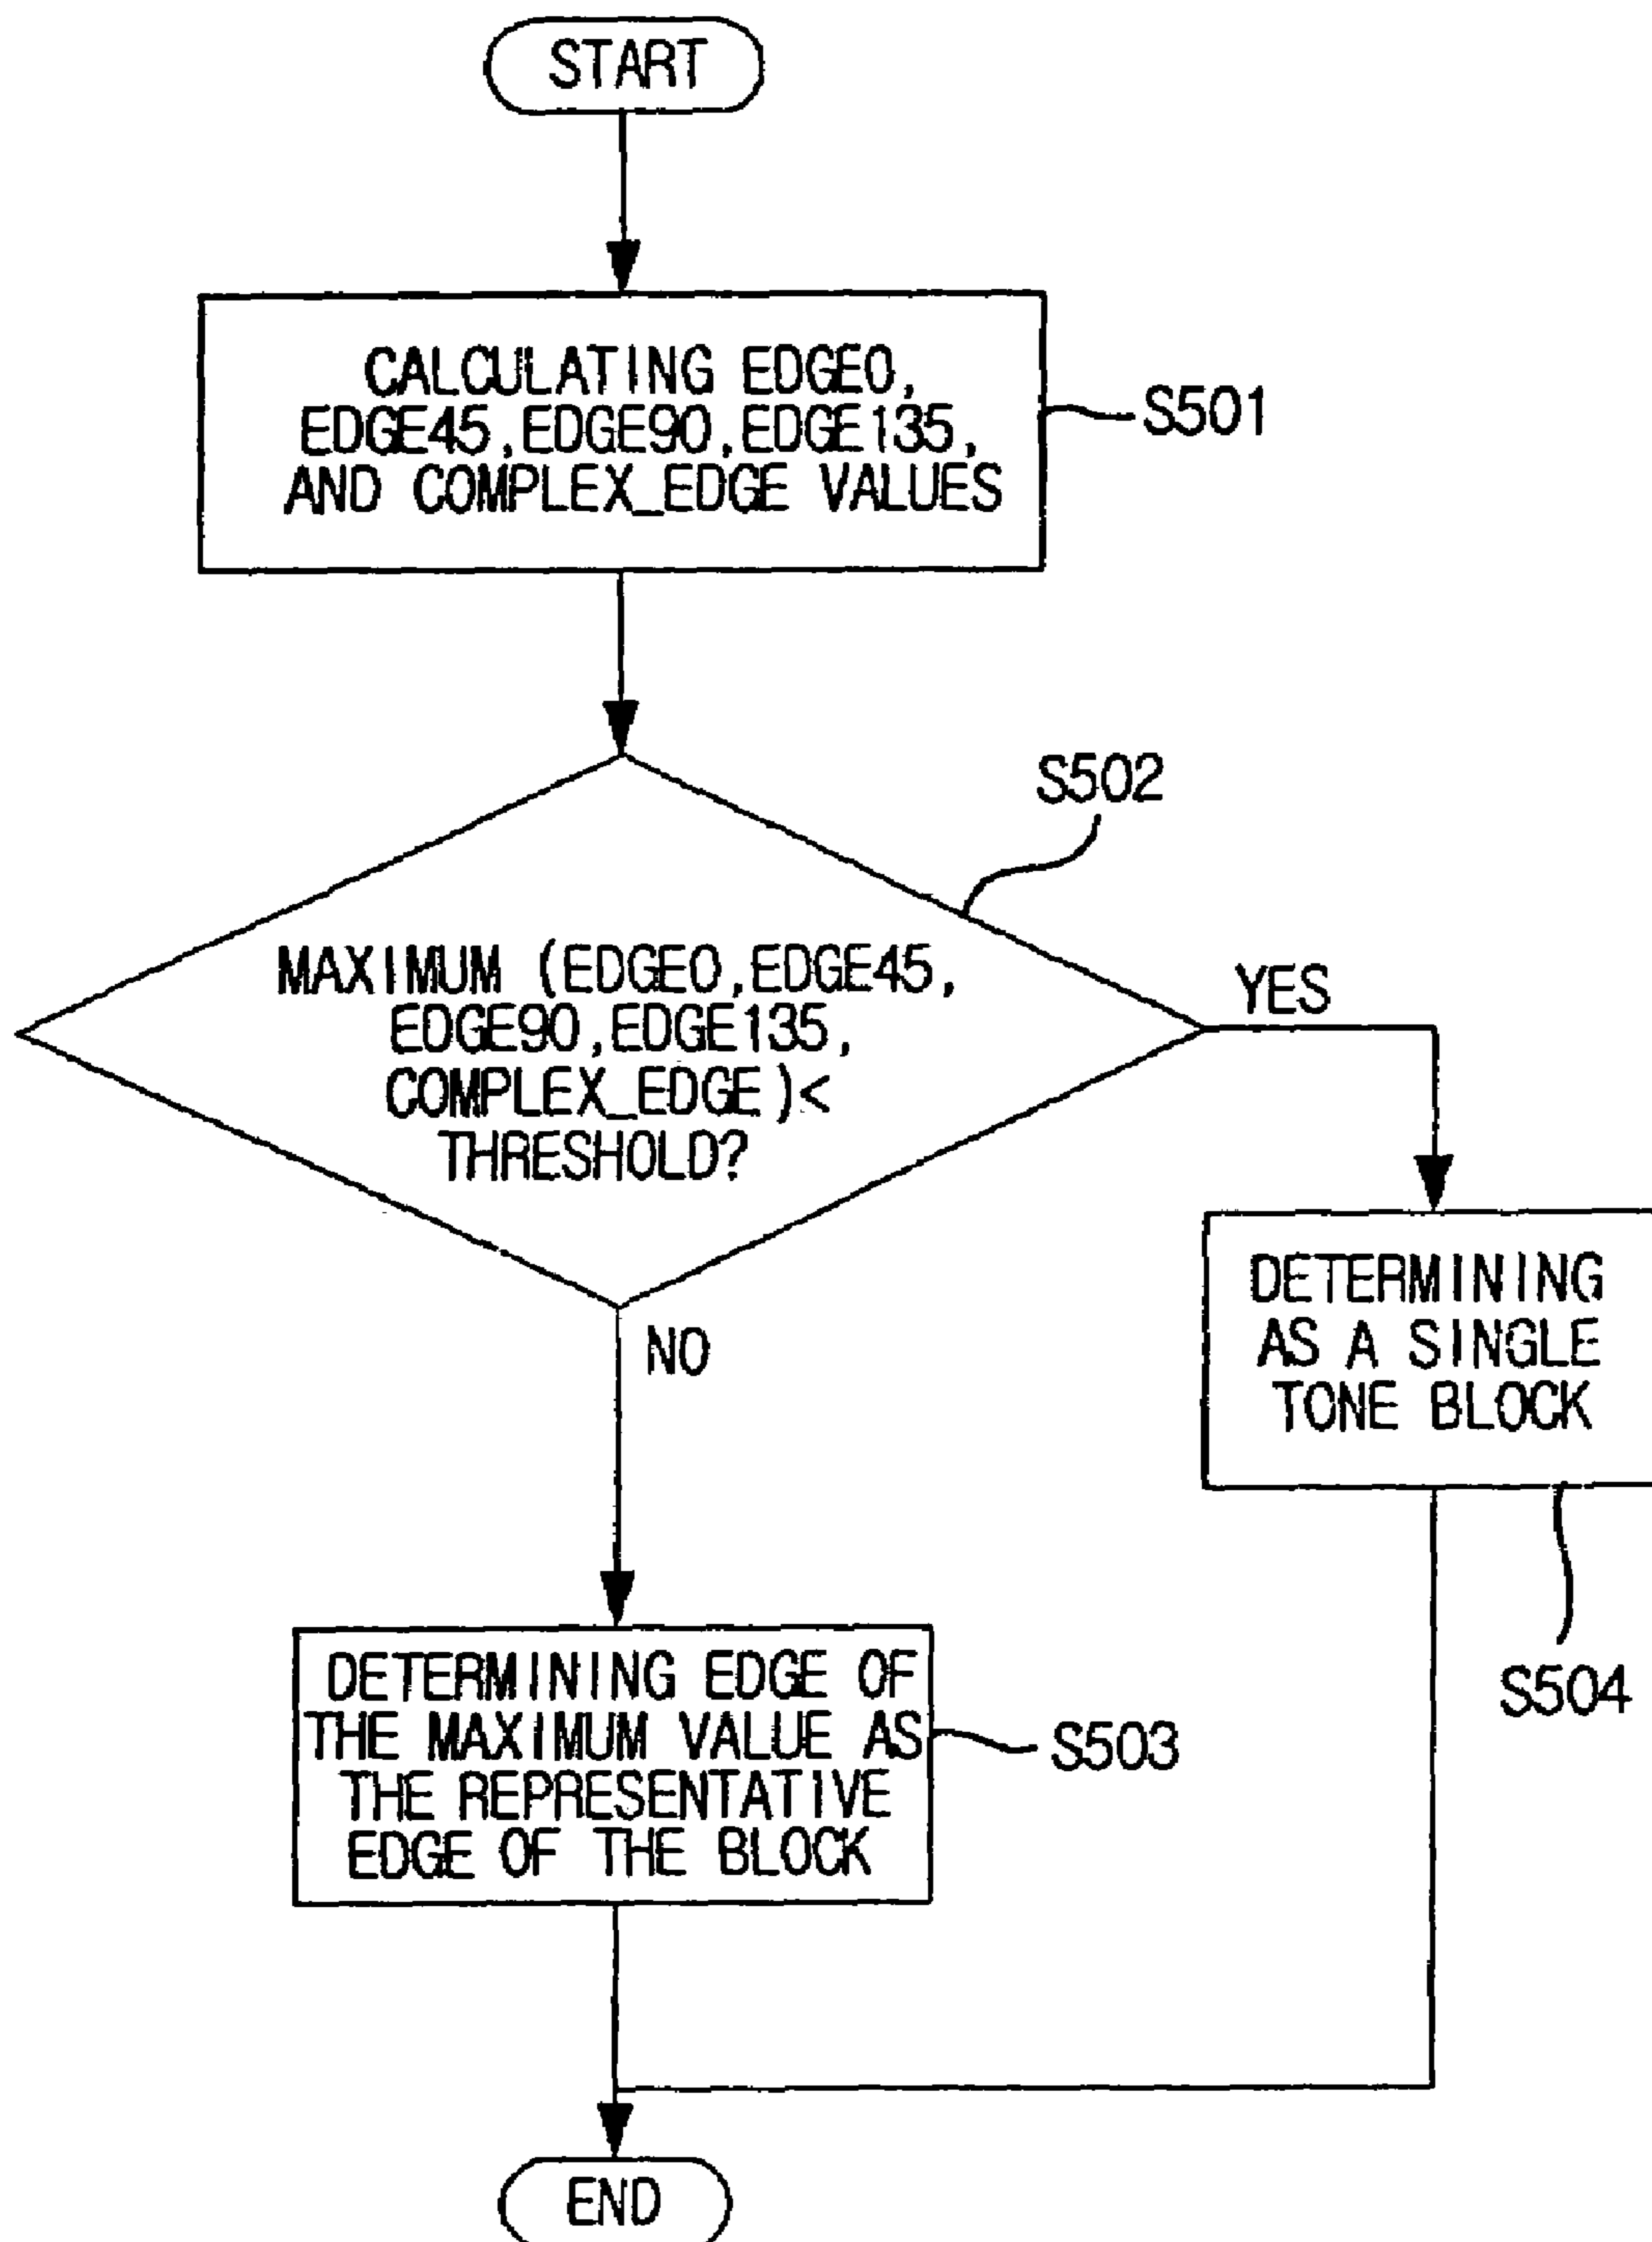 START
CALCULATING EDGE0,
EDGE45,EDGE90,EDGE135,
AND COMPLEX_EDGE VALUES
S501
S502
MAXIMUM (EDGE0,EDGE45,
EDGE90,EDGE135,
COMPLEX_EDGE)<
THRESHOLD?
YES
NO
DETERMINING
AS A SINGLE
TONE BLOCK
S504
DETERMINING EDGE OF
THE MAXIMUM VALUE AS
THE REPRESENTATIVE
EDGE OF THE BLOCK
S503
END